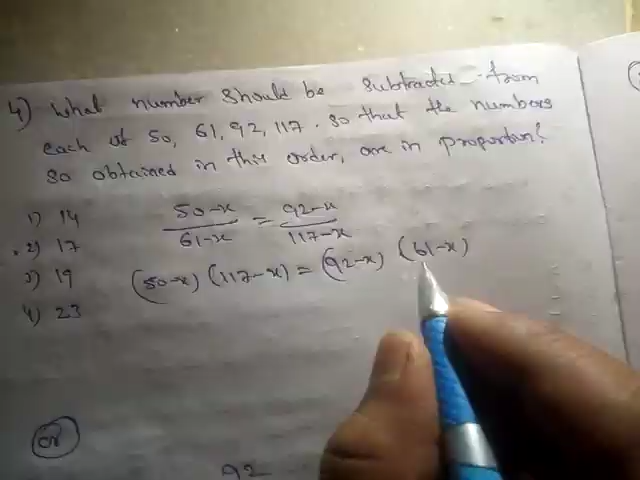 4) What number should be subtracted from
each of 50, 61, 92, 117. so that the numbers
so obtained in this order, are in proportion?
1) 14
2) 17
3) 19
4) 23
50-x / 61-x = 92-x / 117-x
(50-x) (117-x) = (92-x) (61-x)
or
92